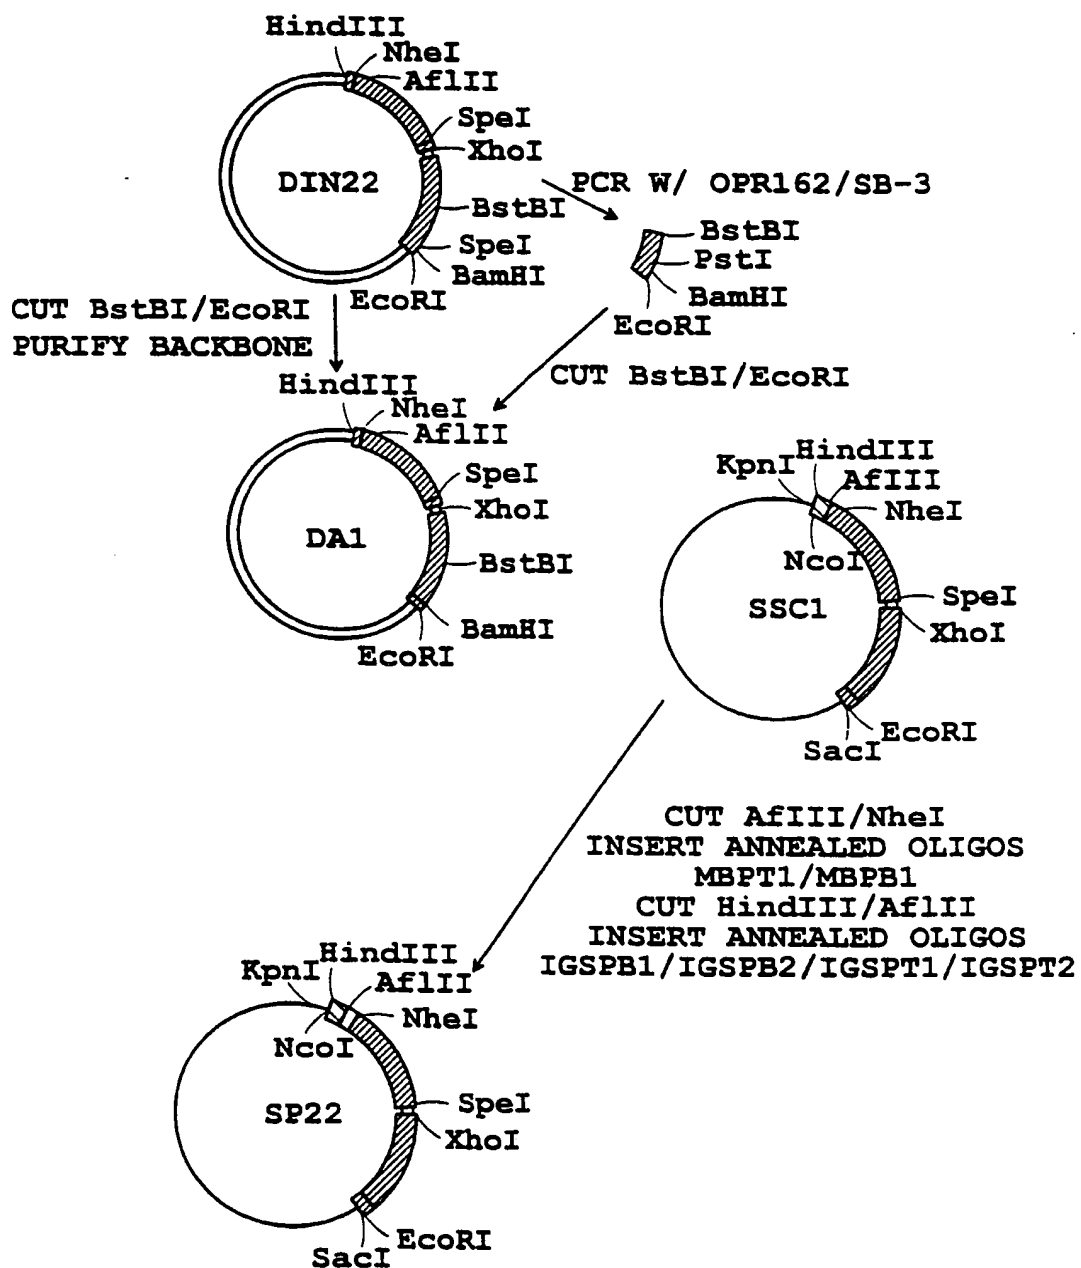 HindIII
NheI
AflII
SpeI
XhoI
DIN22
BstBI
SpeI
BamHI
EcoRI
PCR W/ OPR162/SB-3
BstBI
PstI
BamHI
EcoRI
CUT BstBI/EcoRI
PURIFY BACKBONE
CUT BstBI/EcoRI
HindIII
NheI
AflII
SpeI
XhoI
DA1
BstBI
BamHI
EcoRI
HindIII
KpnI
AfIII
NheI
NcoI
SSC1
SpeI
XhoI
EcoRI
SacI
CUT AfIII/NheI
INSERT ANNEALED OLIGOS
MBPT1/MBPB1
CUT HindIII/AflII
INSERT ANNEALED OLIGOS
IGSPB1/IGSPB2/IGSPT1/IGSPT2
HindIII
KpnI
AflII
NheI
NcoI
SP22
SpeI
XhoI
EcoRI
SacI